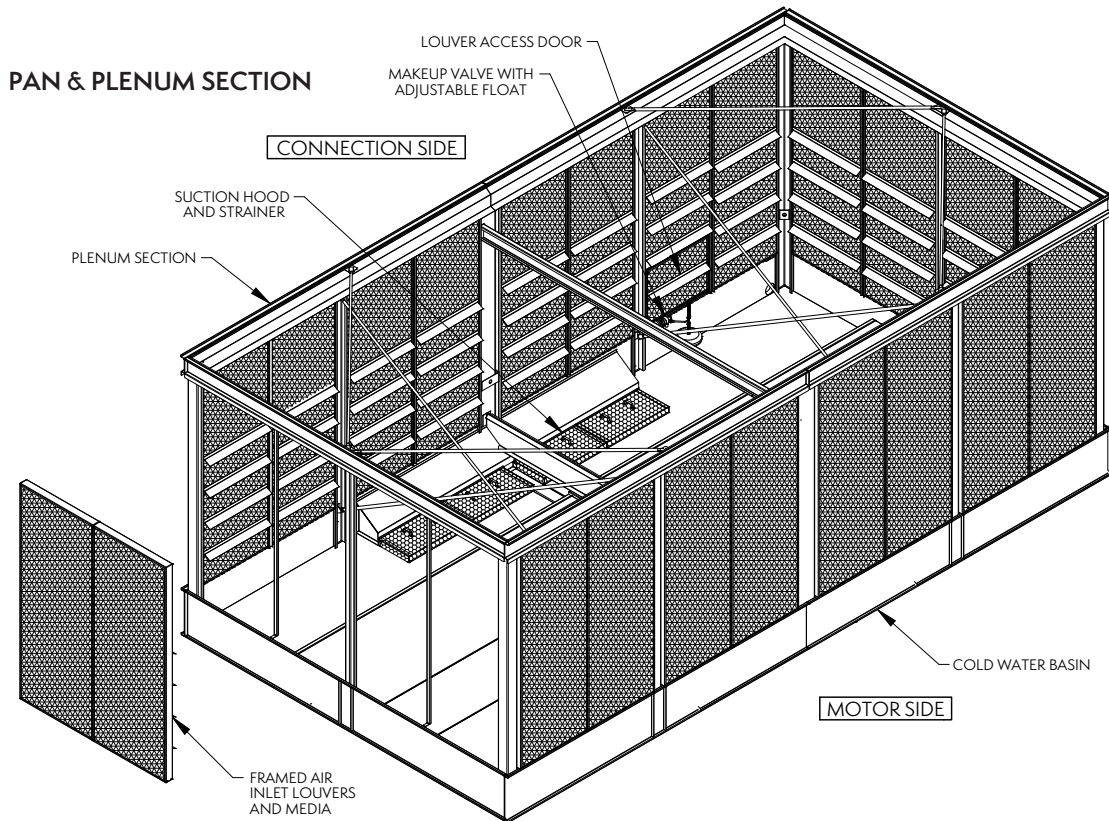 PAN & PLENUM SECTION
LOUVER ACCESS DOOR
MAKEUP VALVE WITH
ADJUSTABLE FLOAT
CONNECTION SIDE
SUCTION HOOD
AND STRAINER
PLENUM SECTION
COLD WATER BASIN
MOTOR SIDE
FRAMED AIR
INLET LOUVERS
AND MEDIA